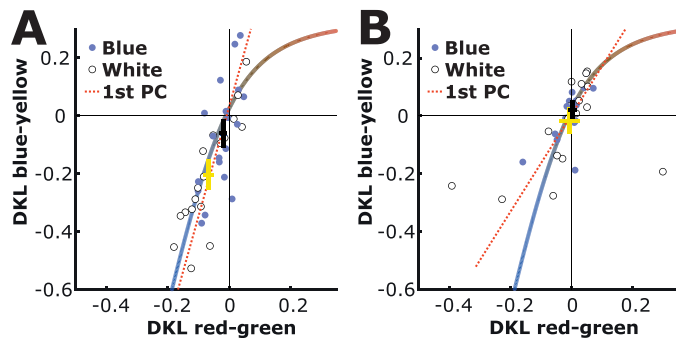 A
DKL blue-yellow
0.2
0
-0.2
-0.4
-0.6
Blue
White
1st PC
-0.4
-0.2
0
0.2
DKL red-green
B
DKL blue-yellow
0.2
0
-0.2
-0.4
-0.6
Blue
White
1st PC
-0.4
-0.2
0
0.2
DKL red-green